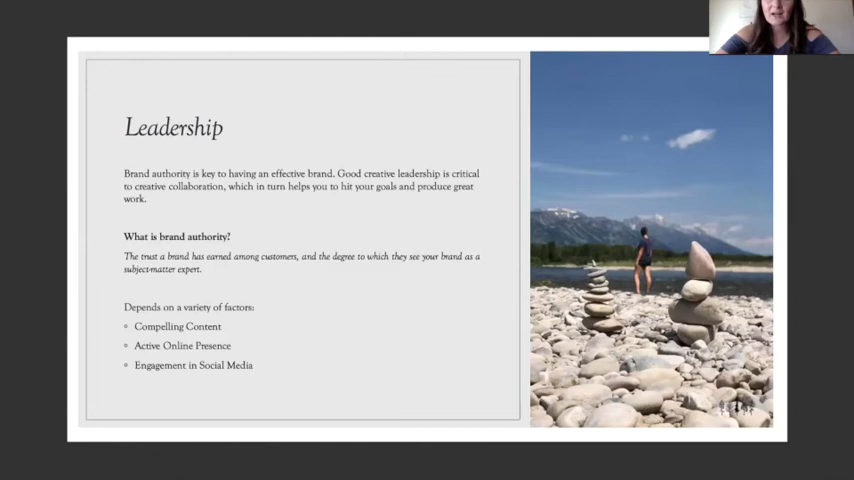 Leadership
Brand authority is key to having an effective brand. Good creative leadership is critical
to creative collaboration, which in turn helps you to hit your goals and produce great
work.
What is brand authority?
The trust a brand has earned among customers, and the degree to which they see your brand as a
subject-matter expert.
Depends on a variety of factors:
Compelling Content
Active Online Presence
Engagement in Social Media